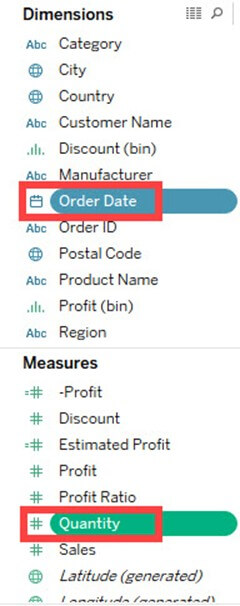 Dimensions
Abc Category
City
Country
Abc Customer Name
Discount (bin)
Abc Manufacturer
Order Date
Abc Order ID
Postal Code
Abc Product Name
Profit (bin)
Abc Region
Measures
=# -Profit
# Discount
=# Estimated Profit
# Profit
# Profit Ratio
# Quantity
# Sales
Latitude (generated)
Longitude (generated)